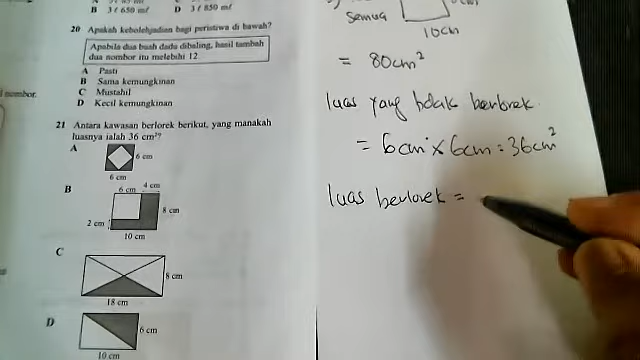 B 3ℓ 650 mℓ D 3ℓ 850 mℓ
20 Apakah kebolehjadian bagi peristiwa di bawah?
Apabila dua buah dadu dibaling, hasil tambah
dua nombor itu melebihi 12
A Pasti
B Sama kemungkinan
C Mustahil
D Kecil kemungkinan
nombor.
21 Antara kawasan berlorek berikut, yang manakah
luasnya ialah 36 cm²?
A
6 cm
6 cm
B
6 cm 4 cm
8 cm
2 cm
10 cm
C
8 cm
18 cm
D
6 cm
10 cm
Semua
10cm
= 80cm²
luas yang tidak berlorek.
= 6cm × 6cm = 36cm²
luas berlorek =